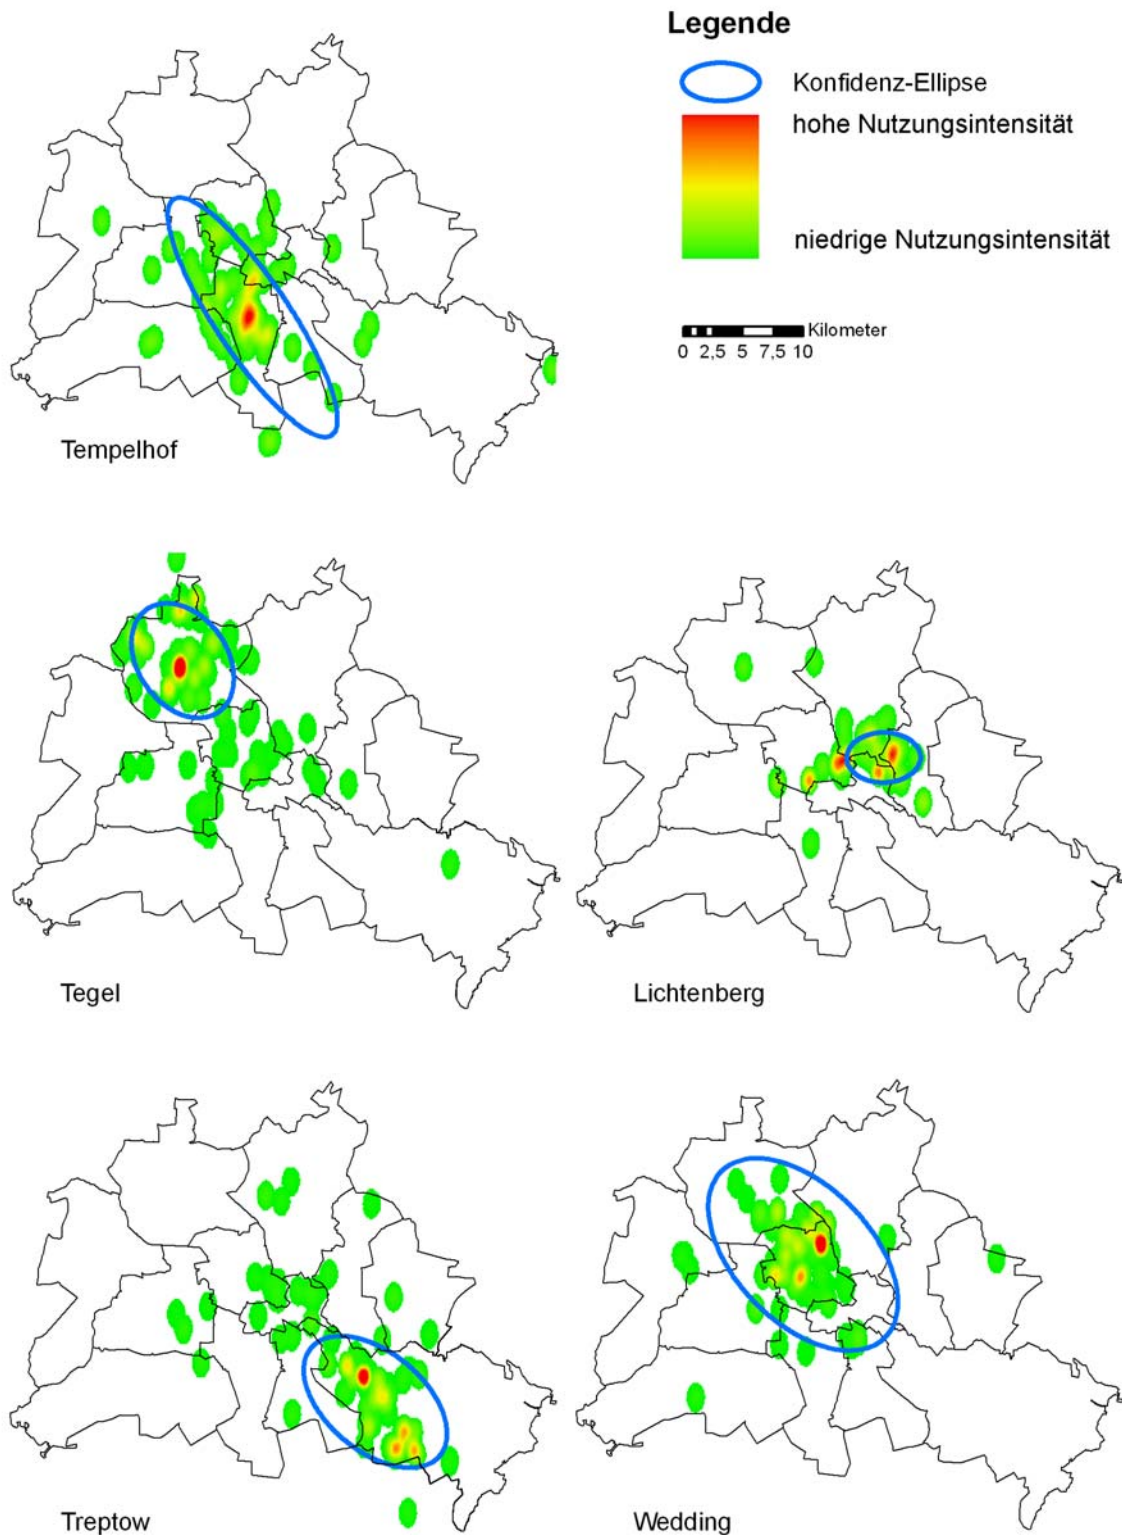 Legende
Konfidenz-Ellipse
hohe Nutzungsintensität
niedrige Nutzungsintensität
Kilometer
0 2,5 5 7,5 10
Tempelhof
Tegel
Lichtenberg
Treptow
Wedding